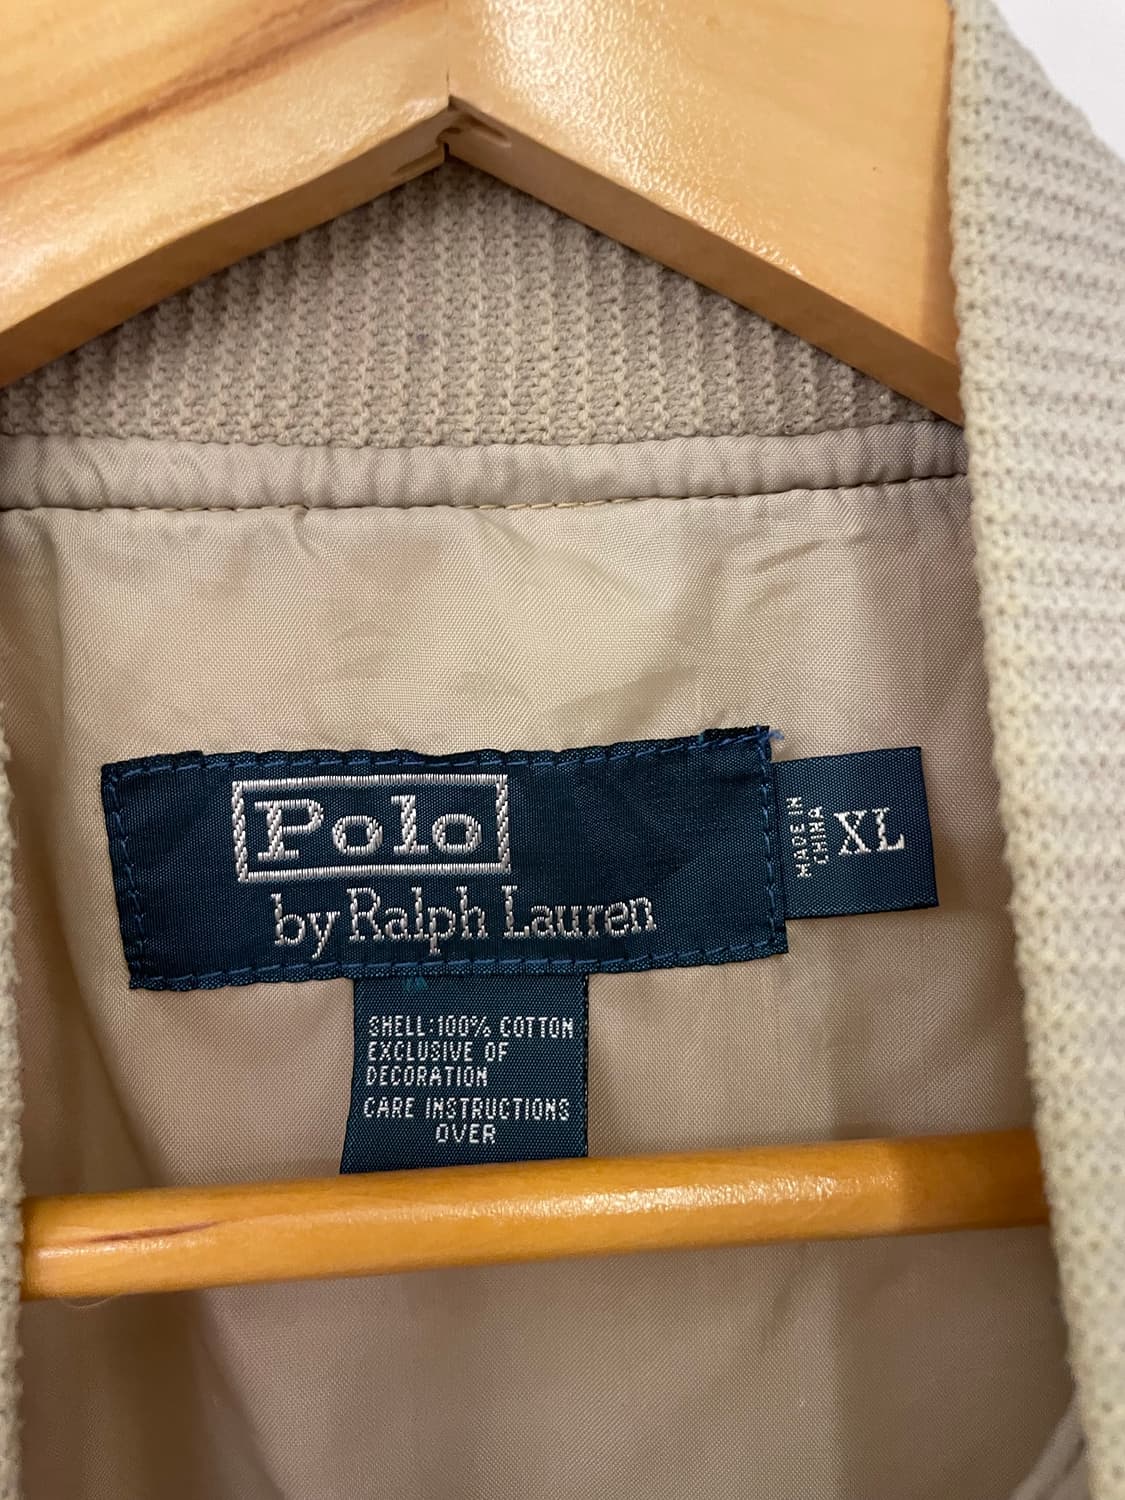 Polo
by Ralph Lauren
MADE IN
CHINA
XL
SHELL:100% COTTON
EXCLUSIVE OF
DECORATION
CARE INSTRUCTIONS
OVER